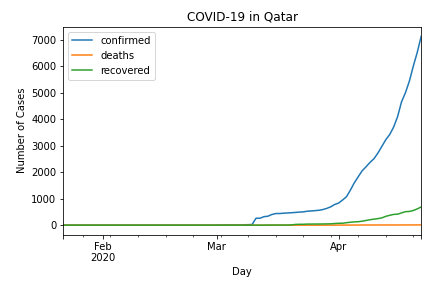 COVID-19 in Qatar
7000
6000
5000
4000
3000
2000
1000
0
Number of Cases
confirmed
deaths
recovered
Feb
2020
Mar
Apr
Day